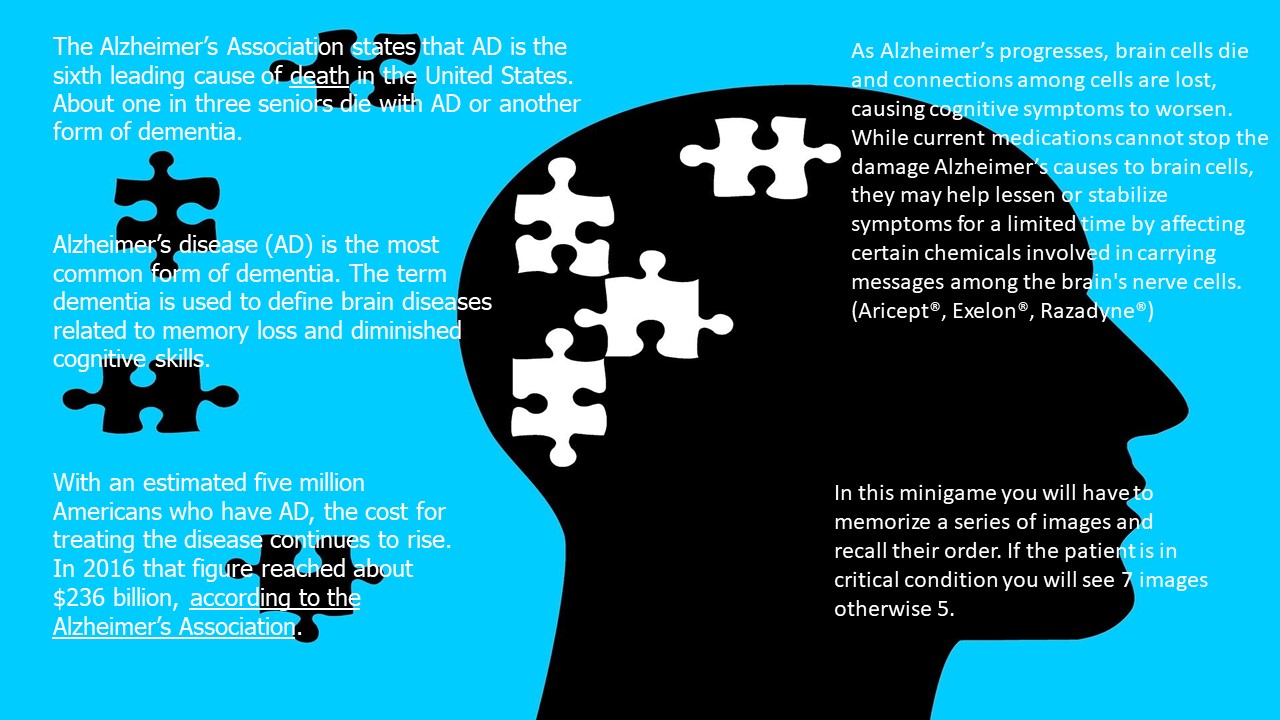 The Alzheimer’s Association states that AD is the
sixth leading cause of death in the United States.
About one in three seniors die with AD or another
form of dementia.
Alzheimer’s disease (AD) is the most
common form of dementia. The term
dementia is used to define brain diseases
related to memory loss and diminished
cognitive skills.
With an estimated five million
Americans who have AD, the cost for
treating the disease continues to rise.
In 2016 that figure reached about
$236 billion, according to the
Alzheimer’s Association.
As Alzheimer’s progresses, brain cells die
and connections among cells are lost,
causing cognitive symptoms to worsen.
While current medications cannot stop the
damage Alzheimer’s causes to brain cells,
they may help lessen or stabilize
symptoms for a limited time by affecting
certain chemicals involved in carrying
messages among the brain's nerve cells.
(Aricept®, Exelon®, Razadyne®)
In this minigame you will have to
memorize a series of images and
recall their order. If the patient is in
critical condition you will see 7 images
otherwise 5.